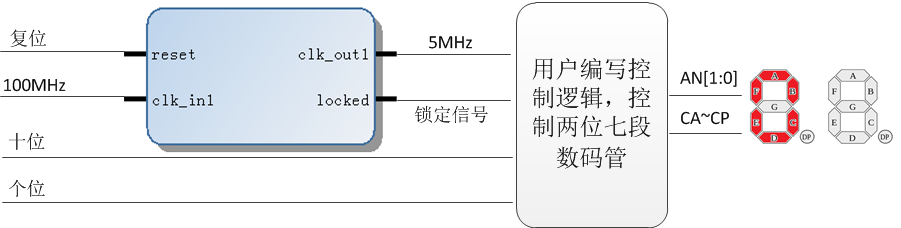 复位
reset
100MHz
clk_in1
clk_out1
5MHz
locked
锁定信号
十位
个位
用户编写控
制逻辑，控
制两位七段
数码管
AN[1:0]
CA~CP
A
F B
G
E C
D
DP
A
F B
G
E C
D
DP